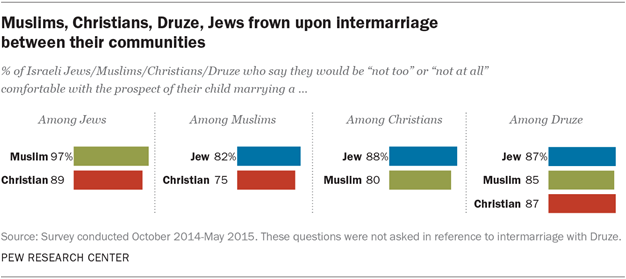 Muslims, Christians, Druze, Jews frown upon intermarriage
between their communities
% of Israeli Jews/Muslims/Christians/Druze who say they would be “not too” or “not at all”
comfortable with the prospect of their child marrying a ...
Among Jews
Muslim 97%
Christian 89
Among Muslims
Jew 82%
Christian 75
Among Christians
Jew 88%
Muslim 80
Among Druze
Jew 87%
Muslim 85
Christian 87
Source: Survey conducted October 2014-May 2015. These questions were not asked in reference to intermarriage with Druze.
PEW RESEARCH CENTER